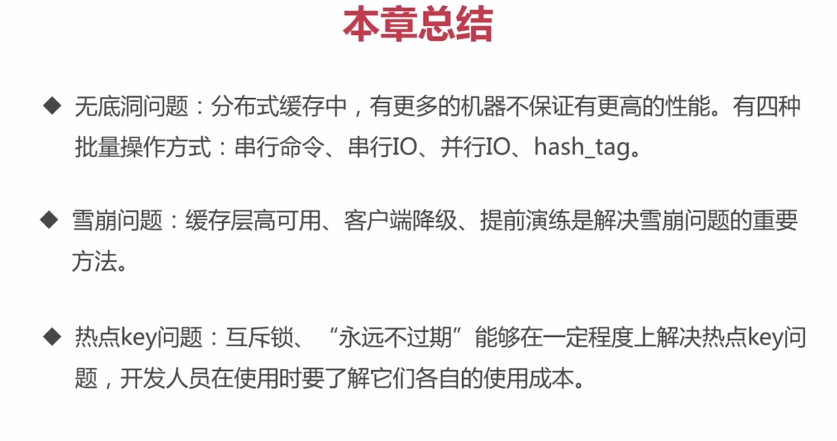 本章总结
◆ 无底洞问题：分布式缓存中，有更多的机器不保证有更高的性能。有四种
批量操作方式：串行命令、串行IO、并行IO、hash_tag。
◆ 雪崩问题：缓存层高可用、客户端降级、提前演练是解决雪崩问题的重要
方法。
◆ 热点key问题：互斥锁、“永远不过期”能够在一定程度上解决热点key问
题，开发人员在使用时要了解它们各自的使用成本。